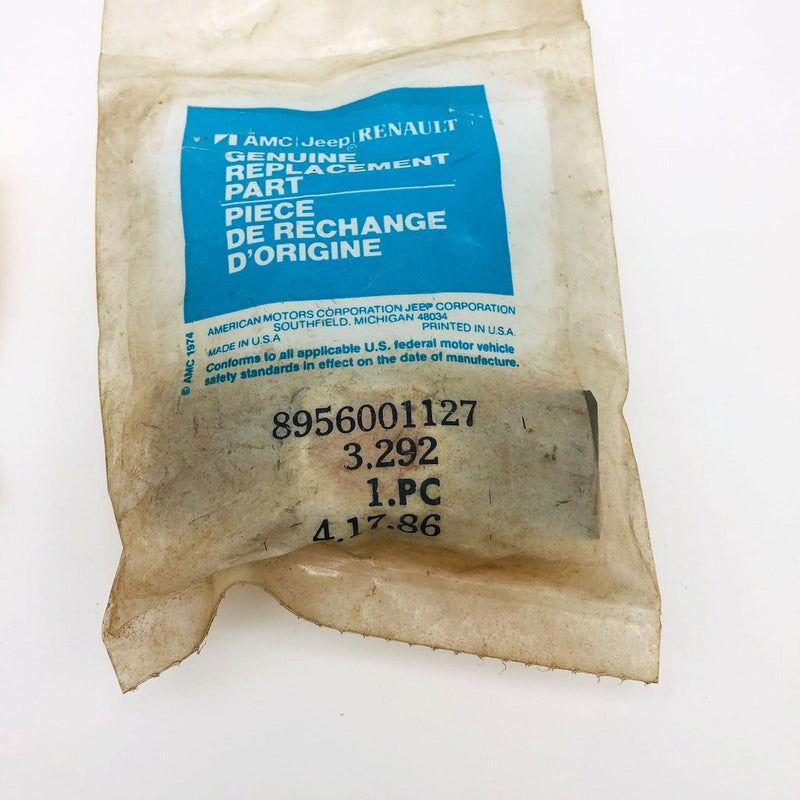 AMC|Jeep|RENAULT
GENUINE
REPLACEMENT
PART
PIECE
DE RECHANGE
D'ORIGINE
AMERICAN MOTORS CORPORATION JEEP CORPORATION
SOUTHFIELD, MICHIGAN 48034
PRINTED IN U.S.A.
MADE IN U.S.A
Conforms to all applicable U.S. federal motor vehicle
safety standards in effect on the date of manufacture.
© AMC 1974
8956001127
3.292
1.PC
4.17.86